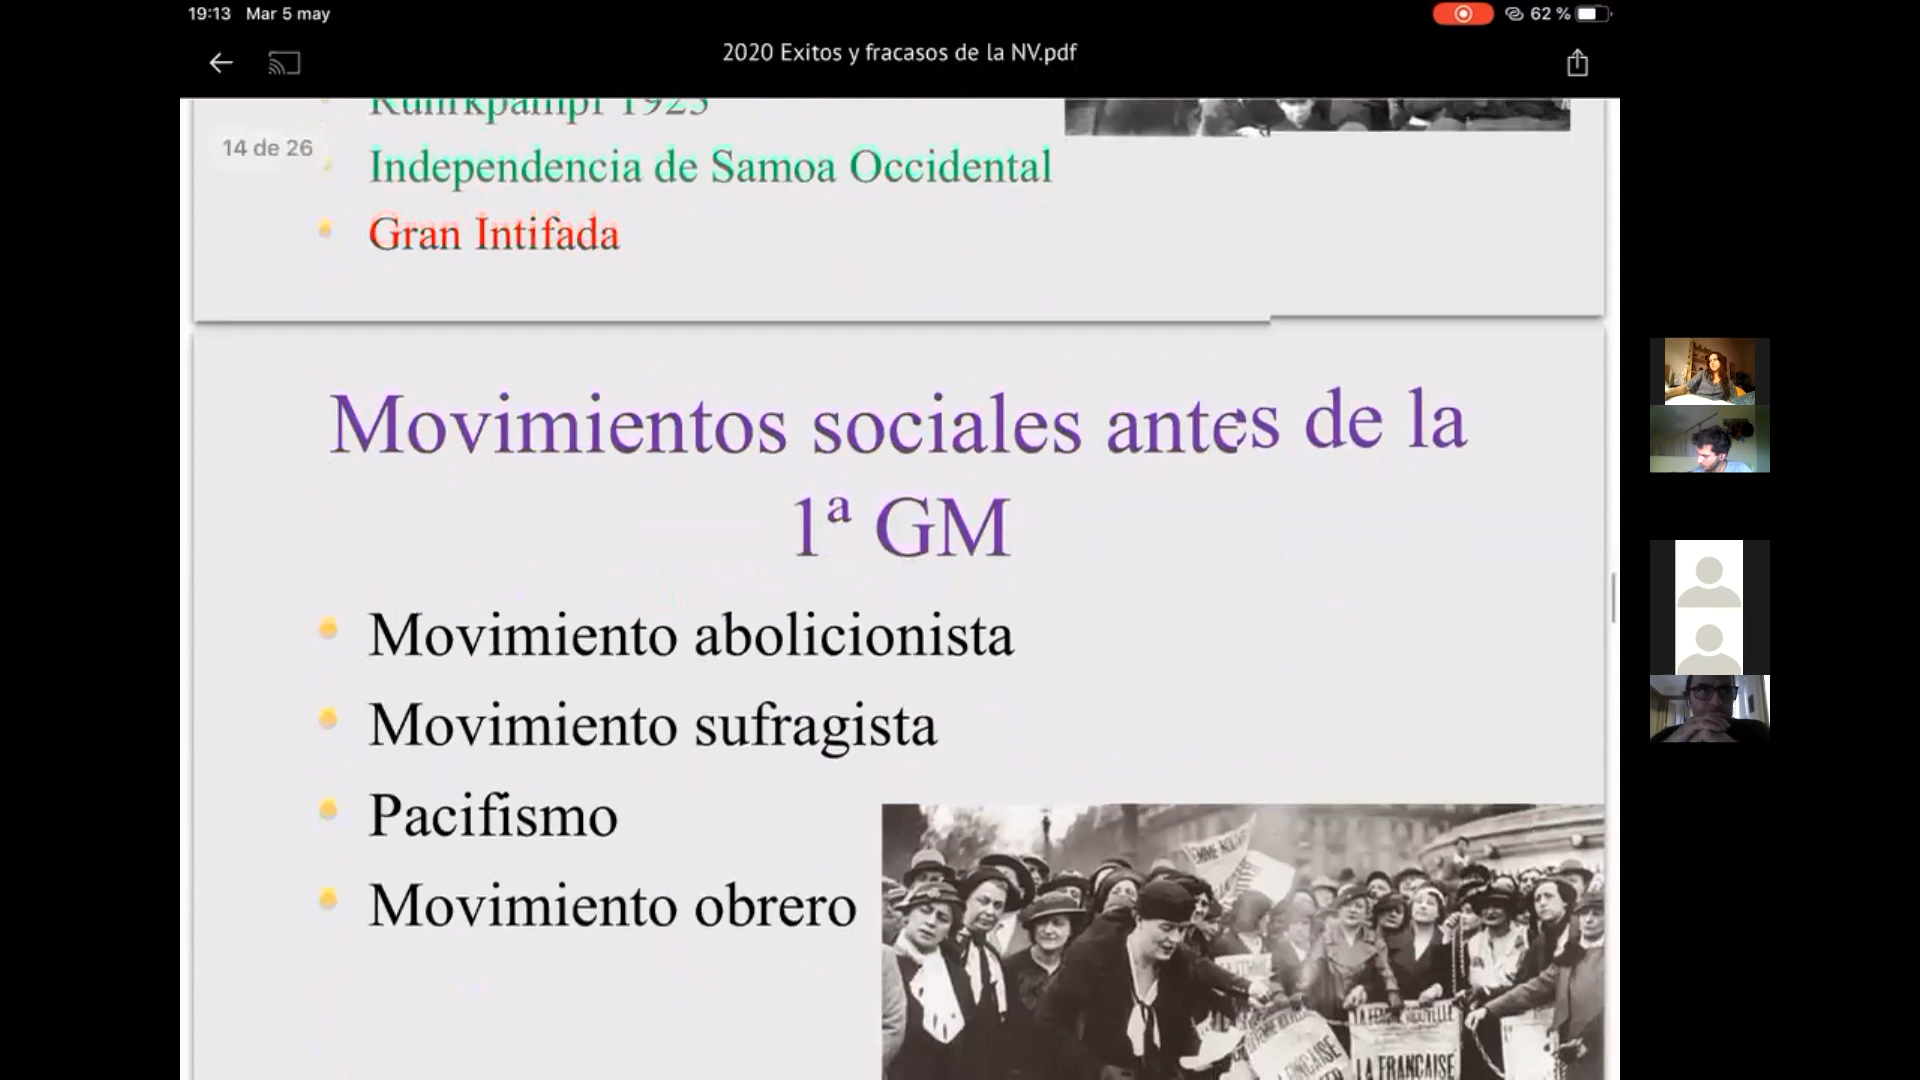 19:13 Mar 5 may
62 %
2020 Exitos y fracasos de la NV.pdf
14 de 26
Independencia de Samoa Occidental
Gran Intifada
Movimientos sociales antes de la
1ª GM
Movimiento abolicionista
Movimiento sufragista
Pacifismo
Movimiento obrero
LA FRANÇAISE